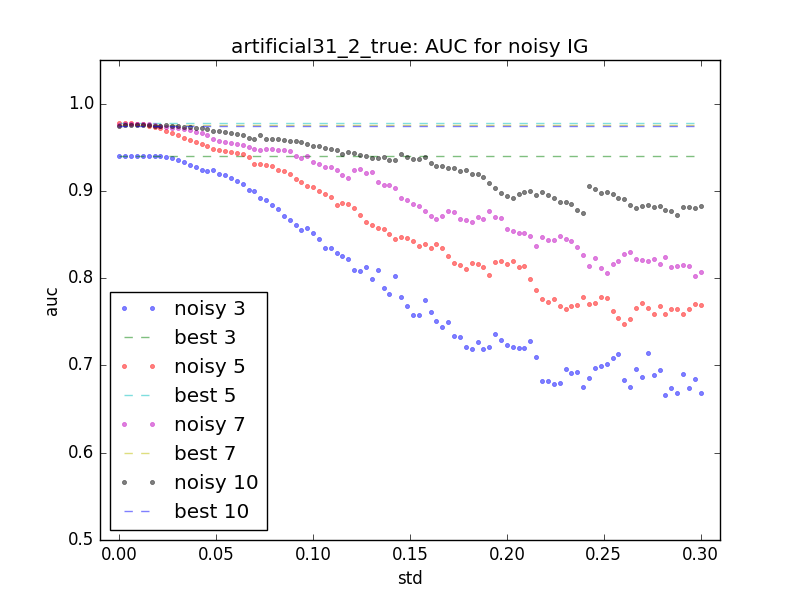 artificial31_2_true: AUC for noisy IG
1.0
0.9
0.8
0.7
0.6
0.5
auc
noisy 3
best 3
noisy 5
best 5
noisy 7
best 7
noisy 10
best 10
0.00 0.05 0.10 0.15 0.20 0.25 0.30
std